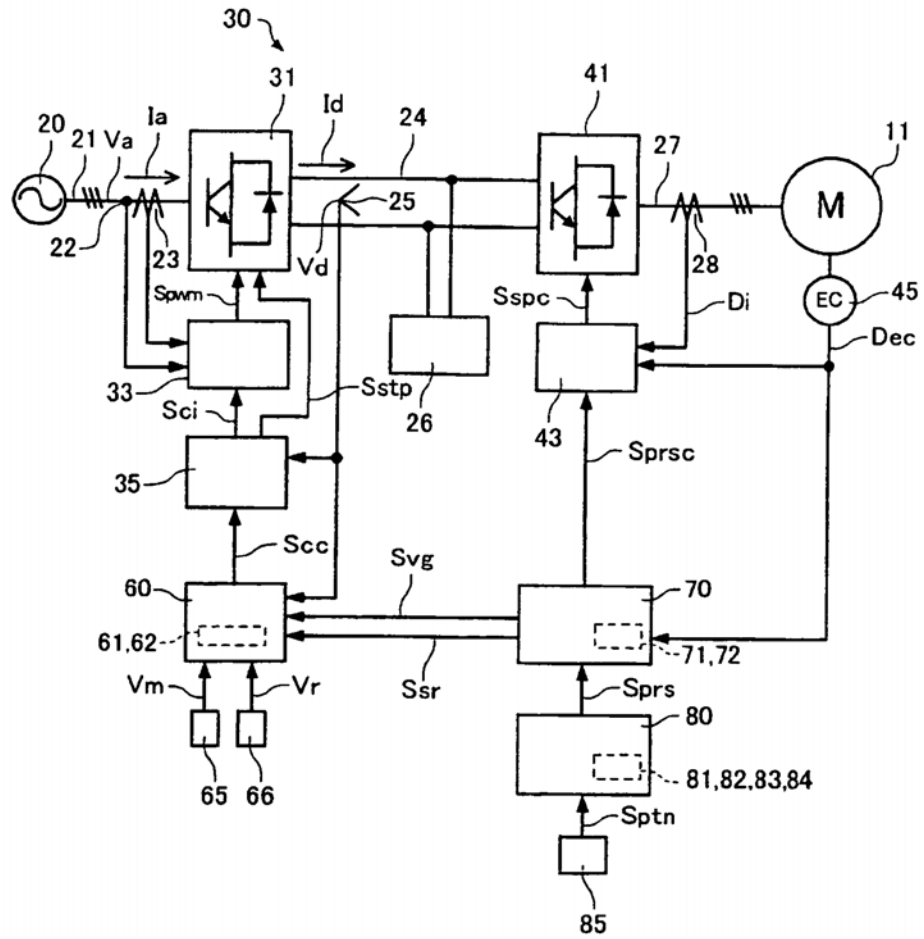 30
31
41
Ia
Id
24
11
20
21
Va
27
M
25
22
23
Vd
28
Spwm
Sspc
Di
EC
45
Dec
33
Sstp
26
43
Sci
35
Sprsc
Scc
Svg
60
70
61,62
71,72
Ssr
Vm
Vr
Sprs
80
65
66
81,82,83,84
Sptn
85